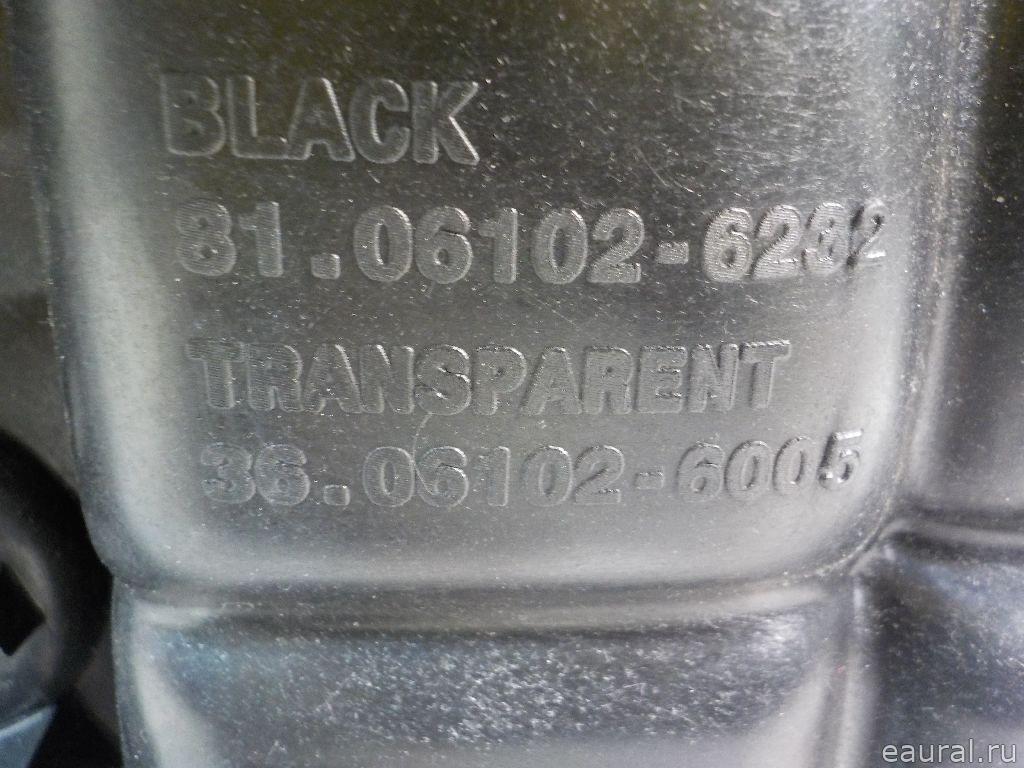 BLACK
81.06102-6232
TRANSPARENT
36.06102-6005
eaural.ru